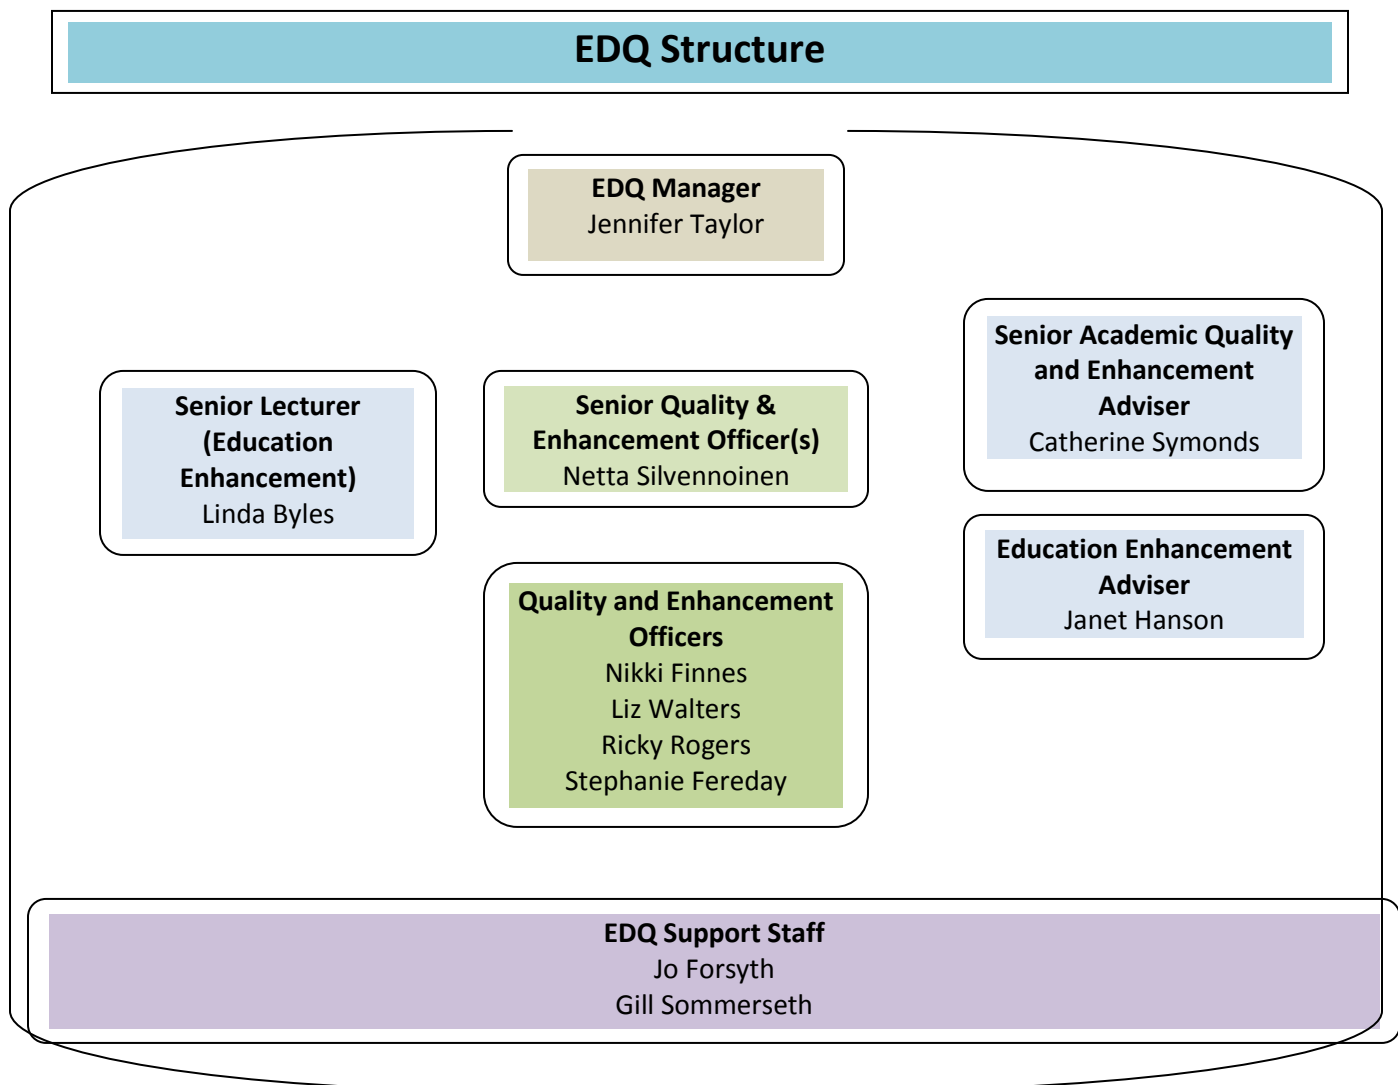 EDQ Structure
EDQ Manager
Jennifer Taylor
Senior Lecturer
(Education
Enhancement)
Linda Byles
Senior Quality &
Enhancement Officer(s)
Netta Silvennoinen
Senior Academic Quality
and Enhancement
Adviser
Catherine Symonds
Education Enhancement
Adviser
Janet Hanson
Quality and Enhancement
Officers
Nikki Finnes
Liz Walters
Ricky Rogers
Stephanie Fereday
EDQ Support Staff
Jo Forsyth
Gill Sommerseth